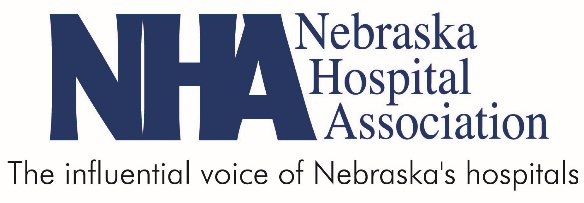 NHA
Nebraska
Hospital
Association
The influential voice of Nebraska's hospitals